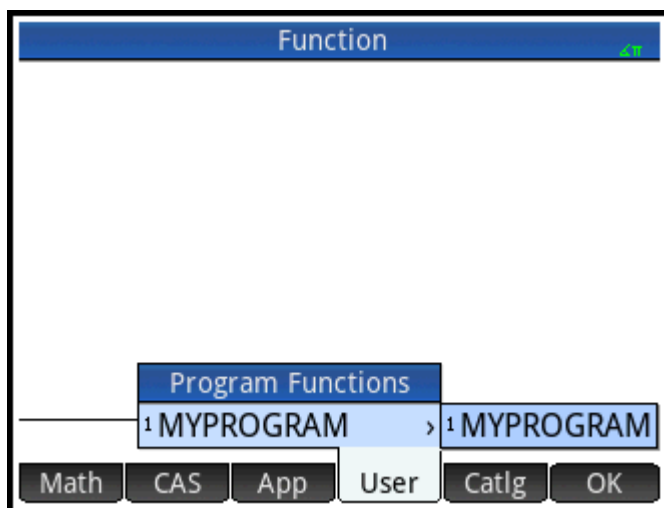 Function ∡π
Program Functions
1 MYPROGRAM › 1 MYPROGRAM
Math CAS App User Catlg OK